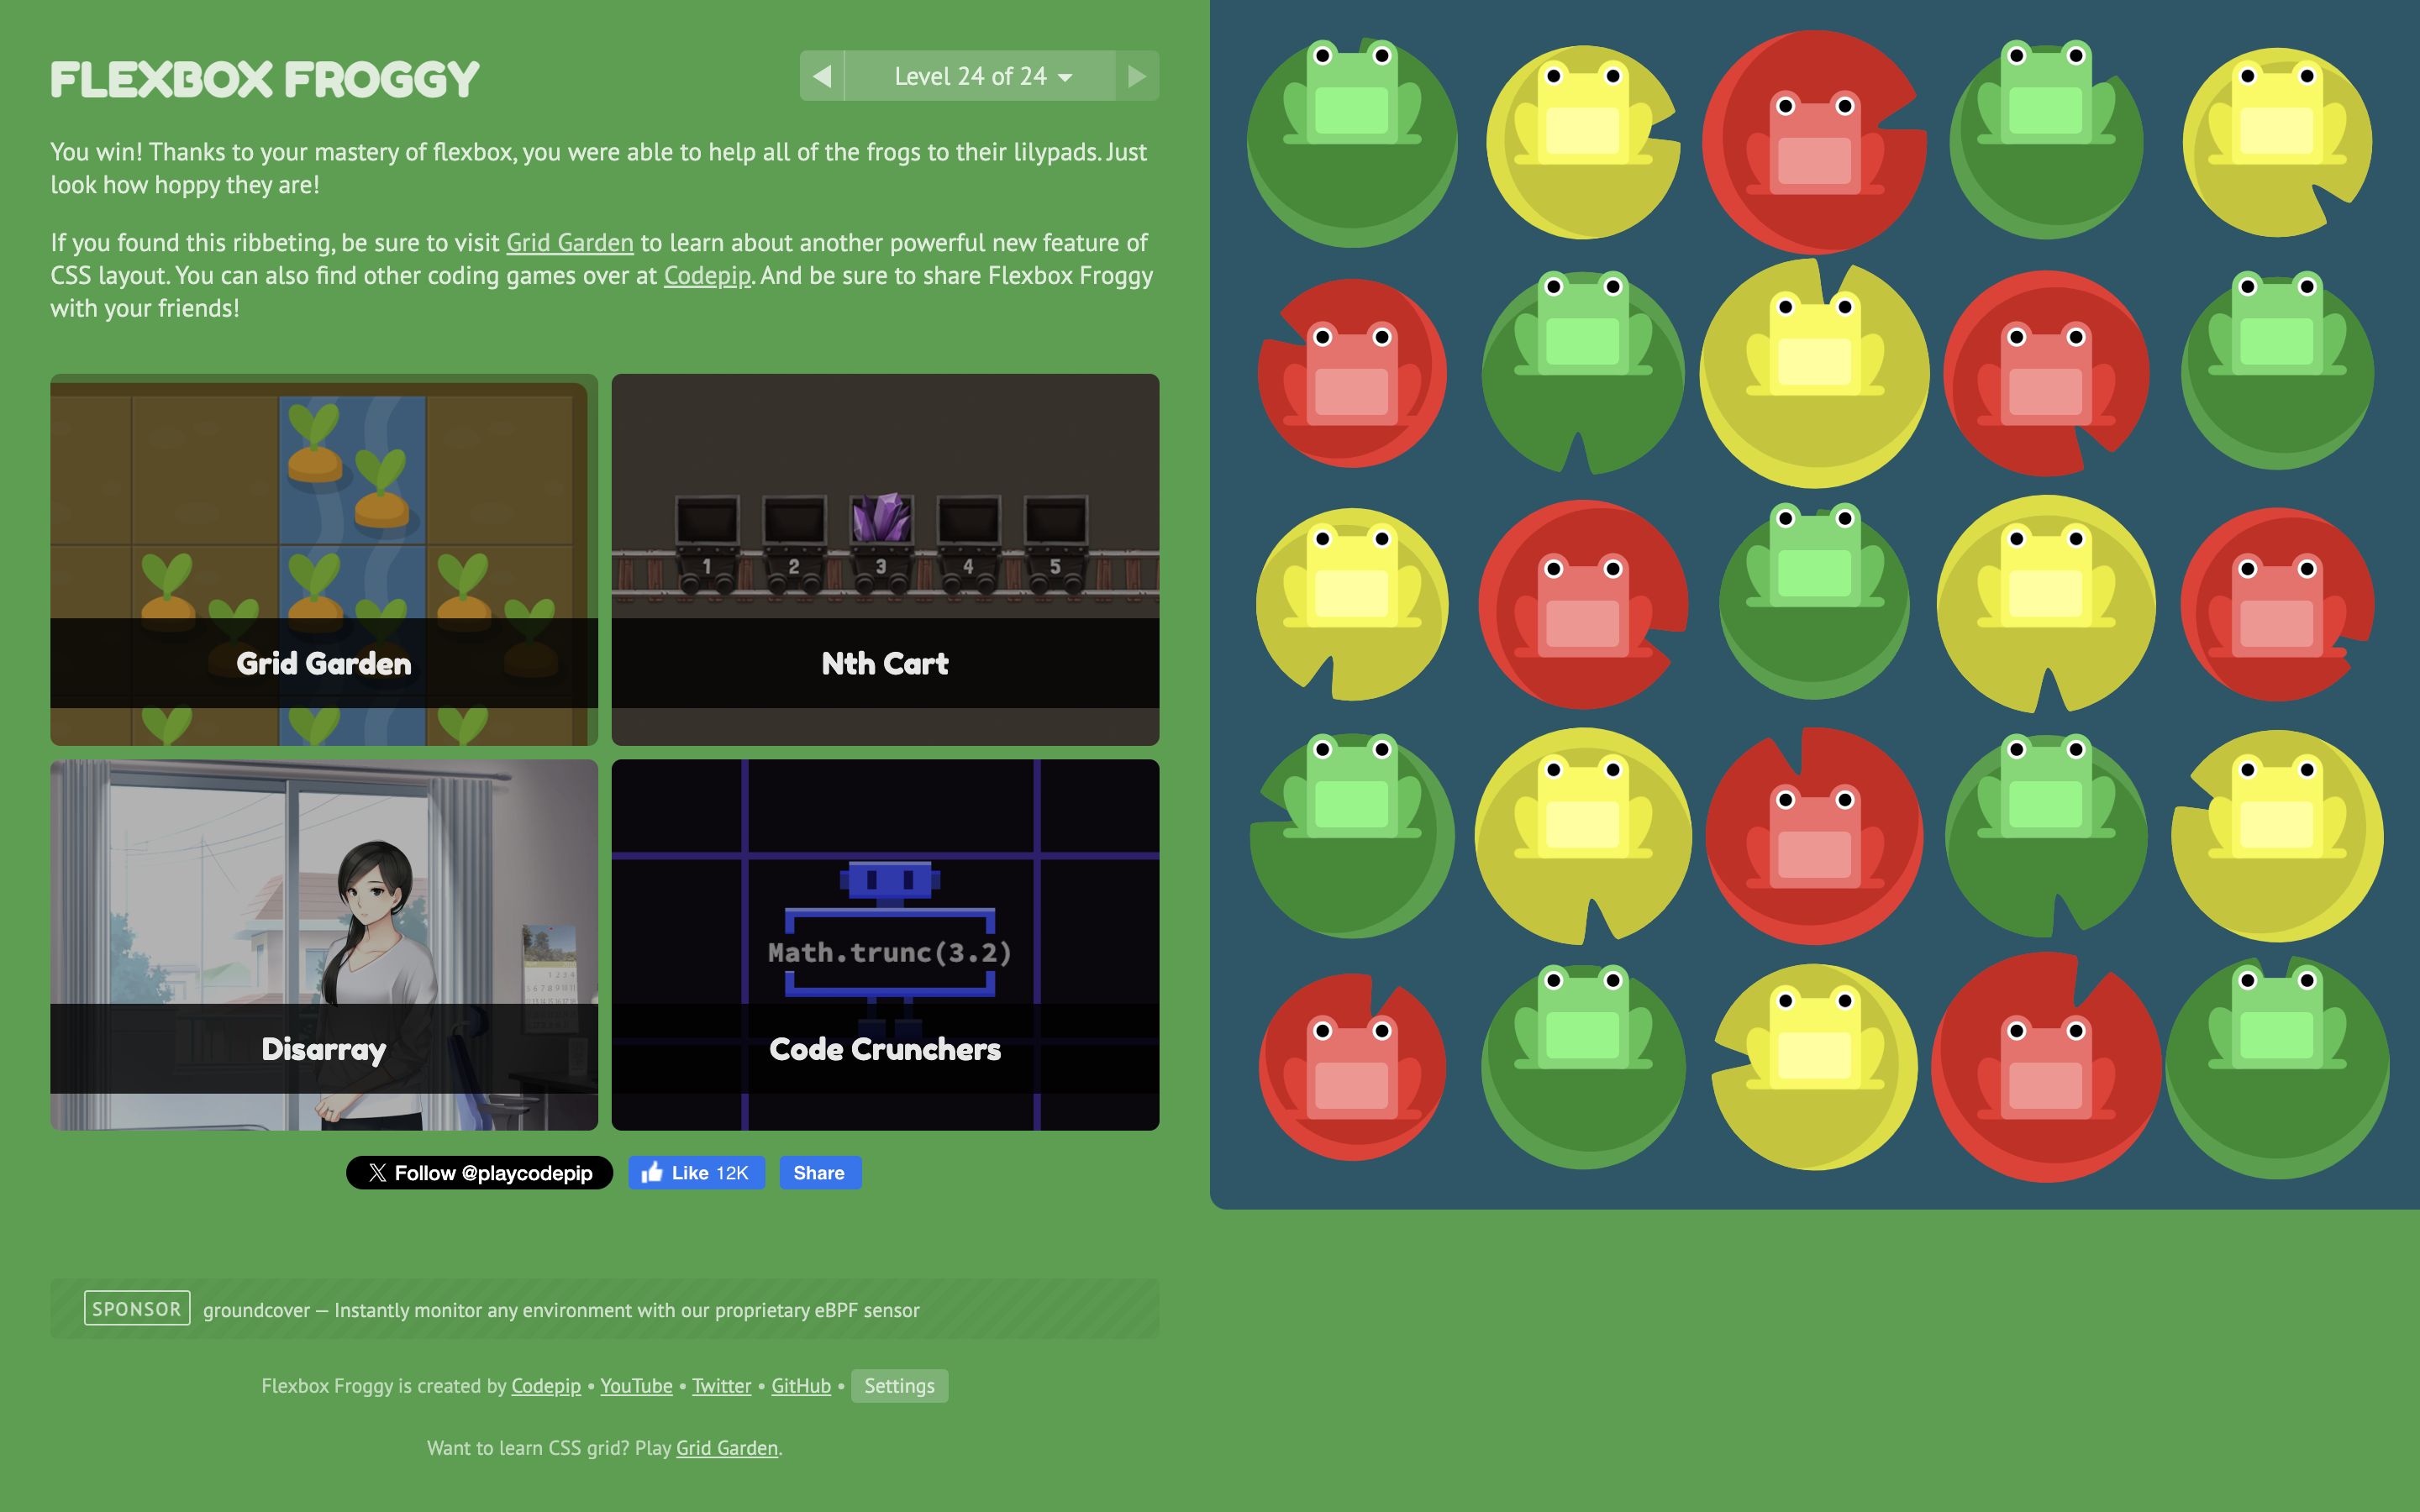 FLEXBOX FROGGY
Level 24 of 24
You win! Thanks to your mastery of flexbox, you were able to help all of the frogs to their lilypads. Just
look how hoppy they are!
If you found this ribbeting, be sure to visit Grid Garden to learn about another powerful new feature of
CSS layout. You can also find other coding games over at Codepip. And be sure to share Flexbox Froggy
with your friends!
Grid Garden
1 2 3 4 5
Nth Cart
Disarray
Math.trunc(3.2)
Code Crunchers
Follow @playcodepip
Like 12K
Share
SPONSOR groundcover — Instantly monitor any environment with our proprietary eBPF sensor
Flexbox Froggy is created by Codepip • YouTube • Twitter • GitHub • Settings
Want to learn CSS grid? Play Grid Garden.